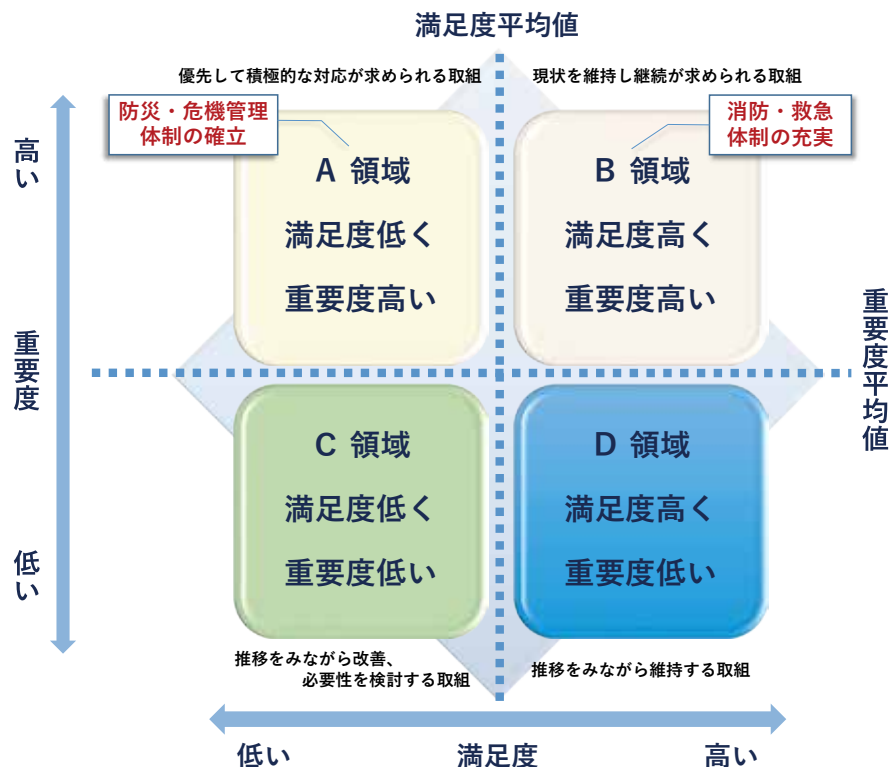 満足度平均値
優先して積極的な対応が求められる取組
現状を維持し継続が求められる取組
防災・危機管理
体制の確立
消防・救急
体制の充実
高い
重要度
低い
A 領域
満足度低く
重要度高い
B 領域
満足度高く
重要度高い
重要度平均値
C 領域
満足度低く
重要度低い
D 領域
満足度高く
重要度低い
推移をみながら改善、
必要性を検討する取組
推移をみながら維持する取組
低い
満足度
高い